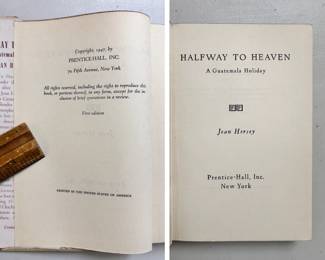 Copyright, 1947, by
PRENTICE-HALL, INC.
70 Fifth Avenue, New York
All rights reserved, including the right to reproduce this
book, or portions thereof, in any form, except for the in
clusion of brief quotations in a review.
First edition
PRINTED IN THE UNITED STATES OF AMERICA
HALFWAY TO HEAVEN
A Guatemala Holiday
Jean Hersey
Prentice-Hall, Inc.
New York